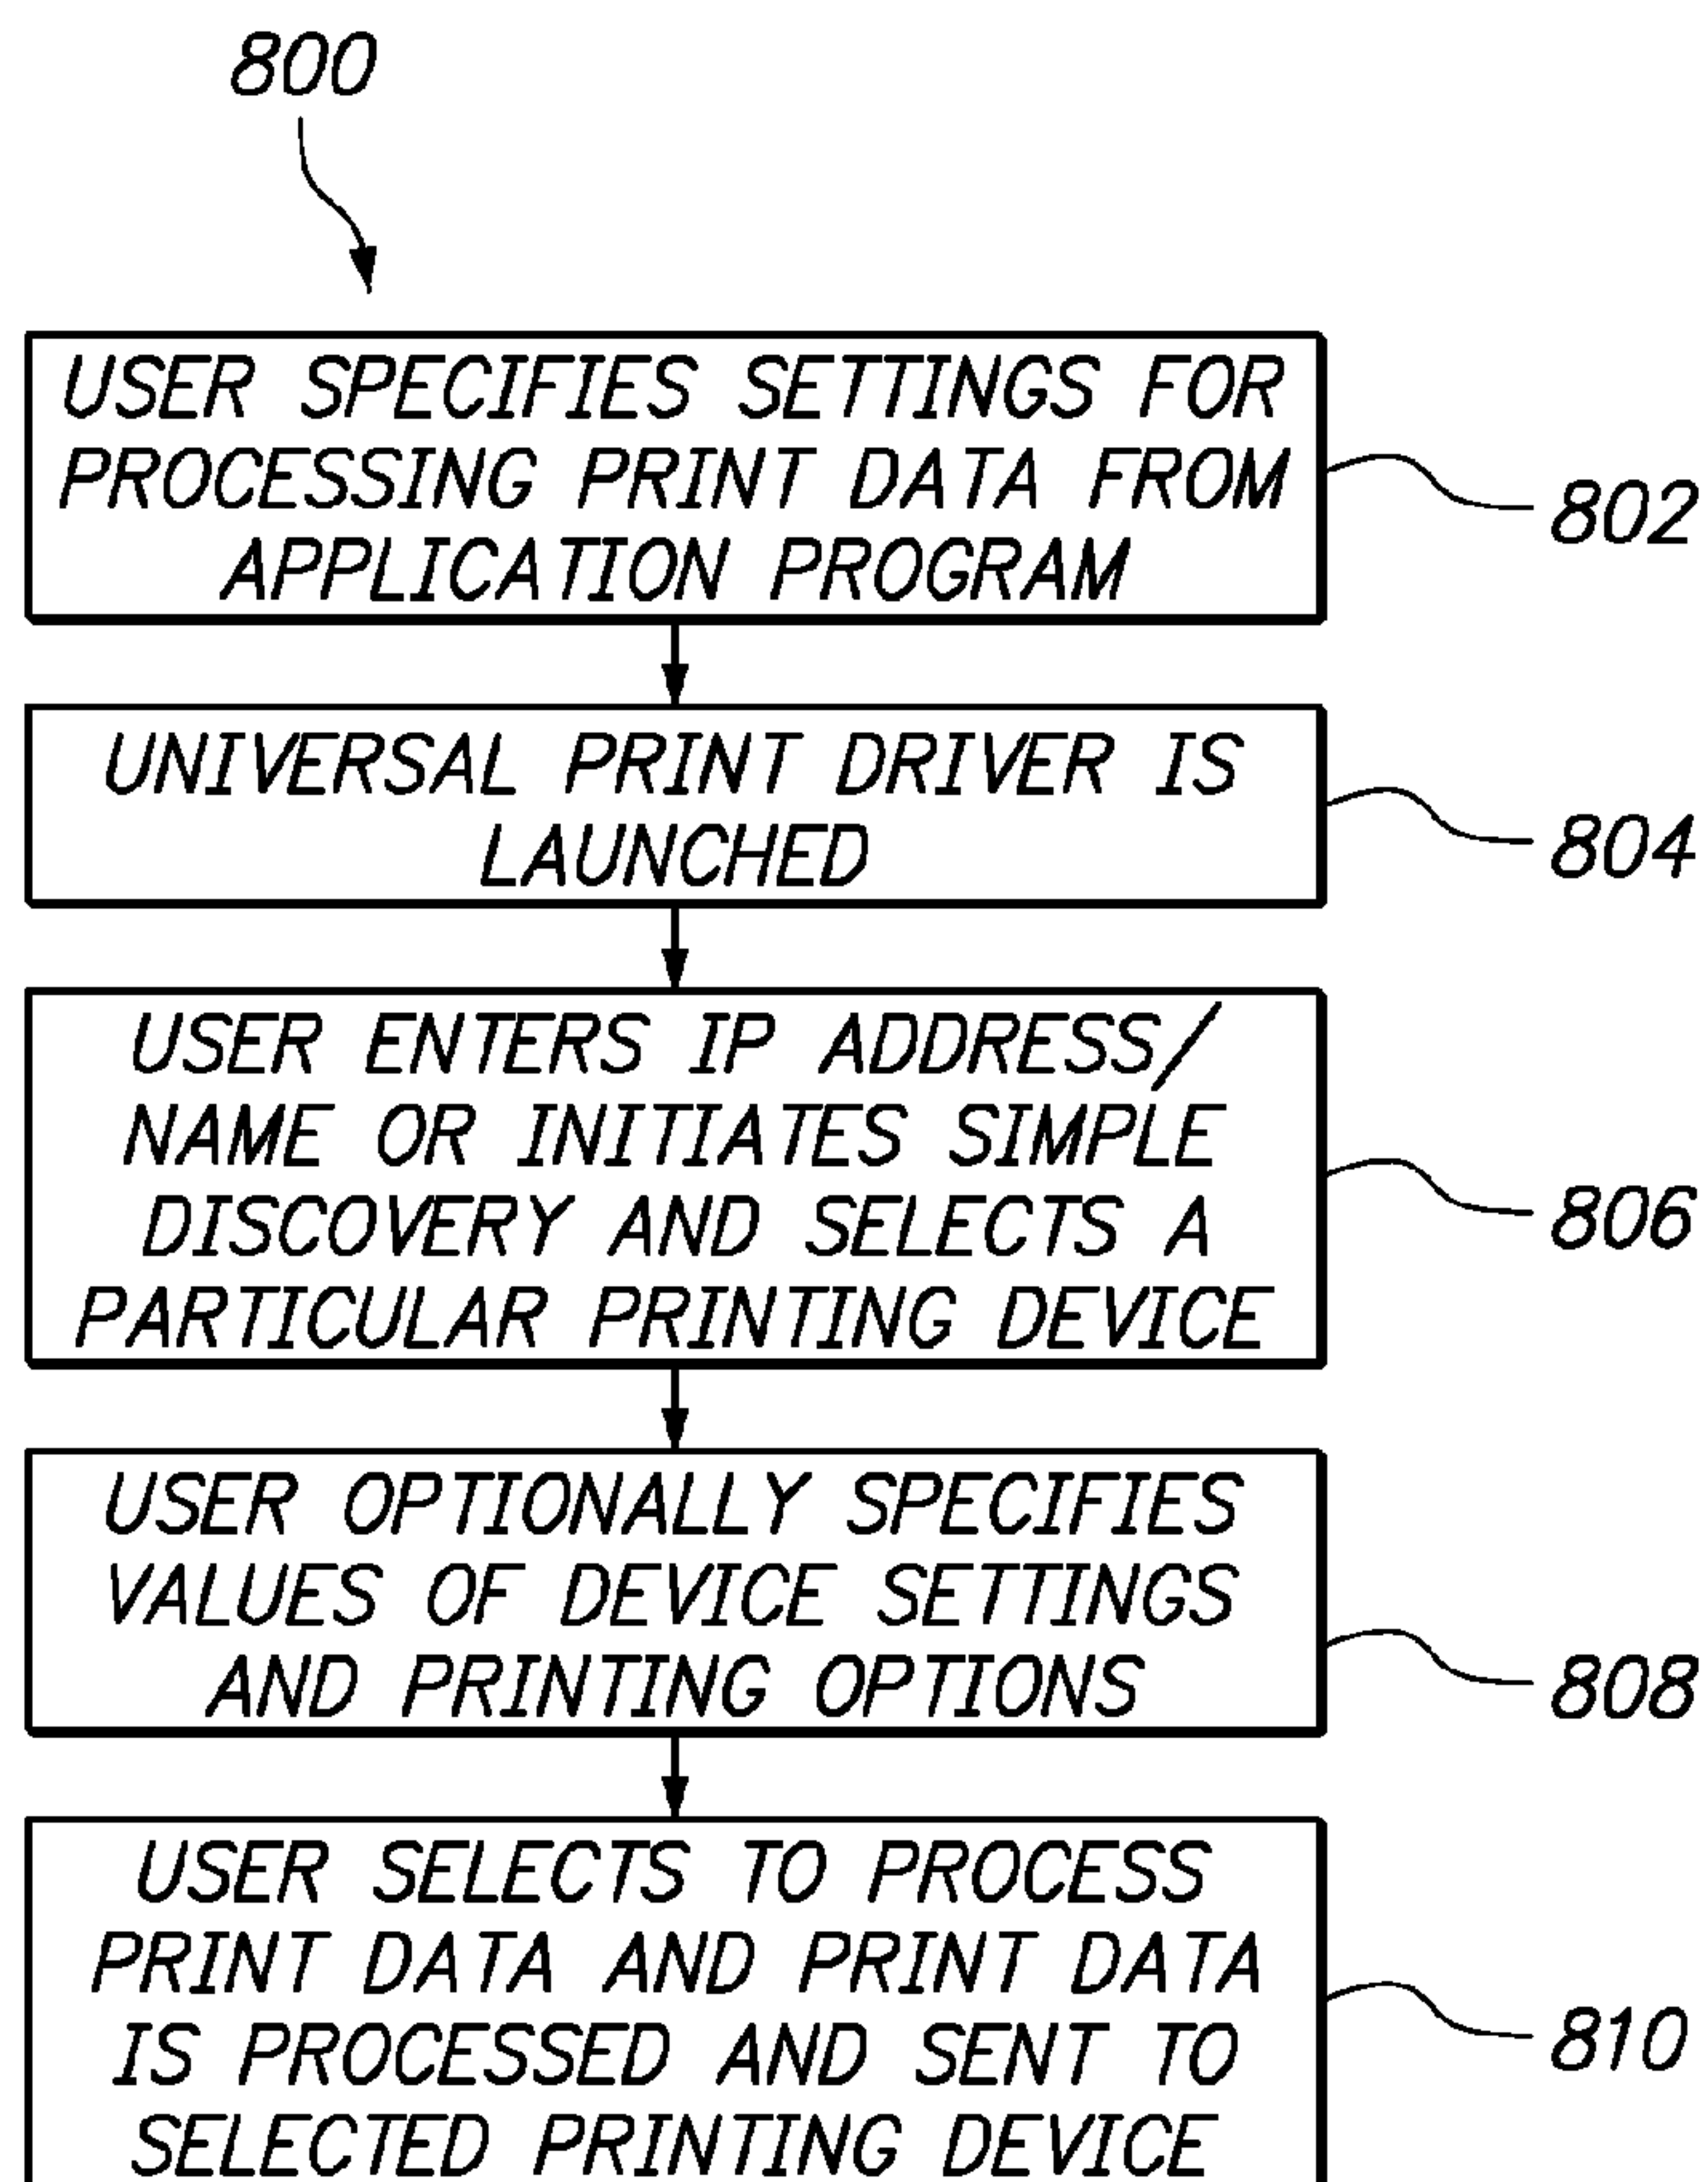 800
USER SPECIFIES SETTINGS FOR
PROCESSING PRINT DATA FROM
APPLICATION PROGRAM
802
UNIVERSAL PRINT DRIVER IS
LAUNCHED
804
USER ENTERS IP ADDRESS/
NAME OR INITIATES SIMPLE
DISCOVERY AND SELECTS A
PARTICULAR PRINTING DEVICE
806
USER OPTIONALLY SPECIFIES
VALUES OF DEVICE SETTINGS
AND PRINTING OPTIONS
808
USER SELECTS TO PROCESS
PRINT DATA AND PRINT DATA
IS PROCESSED AND SENT TO
SELECTED PRINTING DEVICE
810